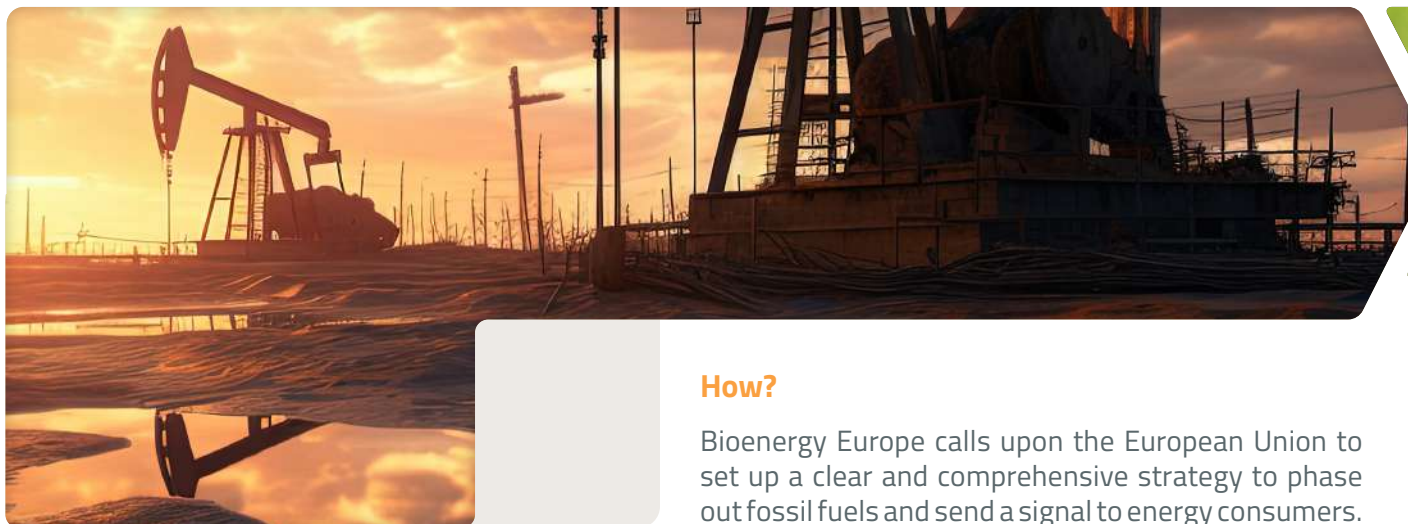 How?
Bioenergy Europe calls upon the European Union to
set up a clear and comprehensive strategy to phase
out fossil fuels and send a signal to energy consumers.